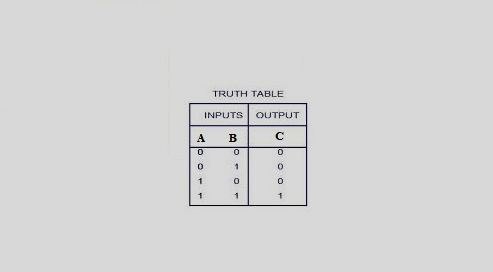 TRUTH TABLE
INPUTS OUTPUT
A B C
0 0 0
0 1 0
1 0 0
1 1 1